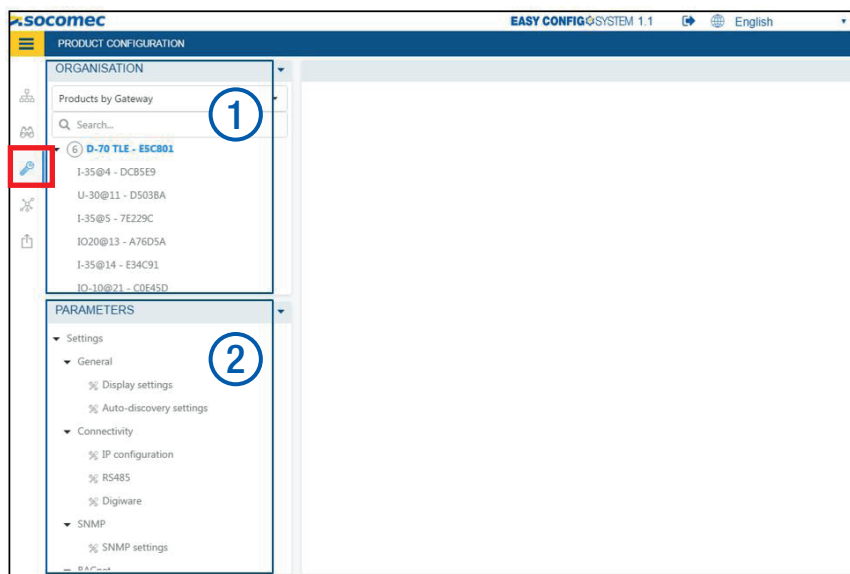 socomec
EASY CONFIG SYSTEM 1.1 English
PRODUCT CONFIGURATION
ORGANISATION
Products by Gateway
1
Search...
6 D-70 TLE - E5C801
I-35@4 - DCB5E9
U-30@11 - D503BA
I-35@5 - 7E229C
IO20@13 - A76D5A
I-35@14 - E34C91
IO-10@21 - C0E45D
PARAMETERS
Settings
2
General
Display settings
Auto-discovery settings
Connectivity
IP configuration
RS485
Digiware
SNMP
SNMP settings
BACnet